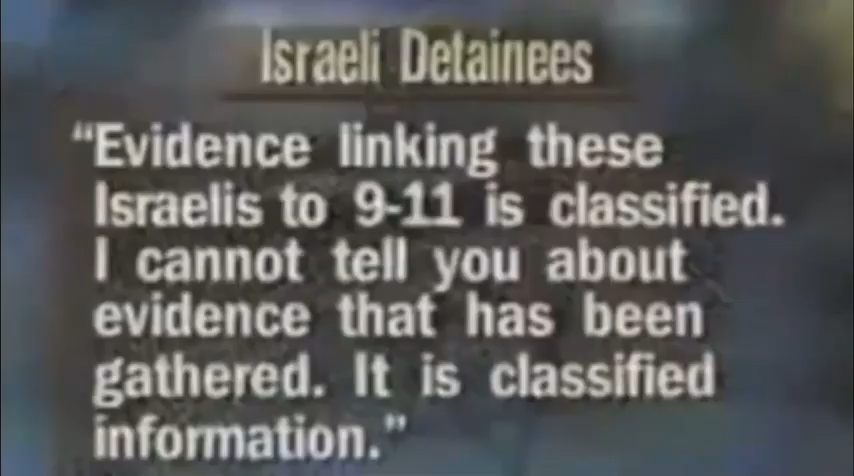 Israeli Detainees
“Evidence linking these
Israelis to 9-11 is classified.
I cannot tell you about
evidence that has been
gathered. It is classified
information.”